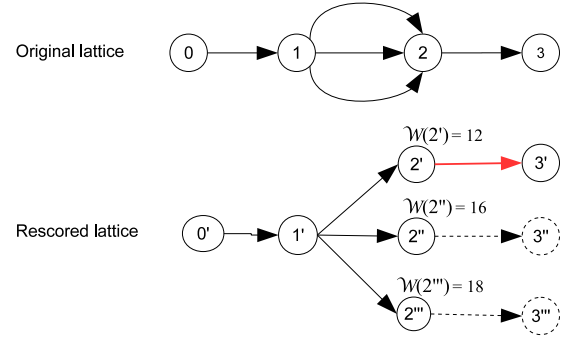 Original lattice
0 1 2 3
𝒲(2') = 12
2' 3'
𝒲(2'') = 16
Rescored lattice
0' 1' 2'' 3''
𝒲(2''') = 18
2''' 3'''